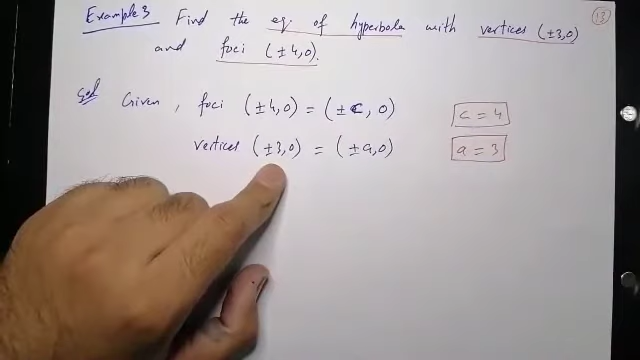 Example 3 Find the eq. of hyperbola with vertices (±3,0) (13)
and foci (±4,0).
Sol Given, foci (±4,0) = (±c, 0) c = 4
vertices (±3,0) = (±a,0) a = 3